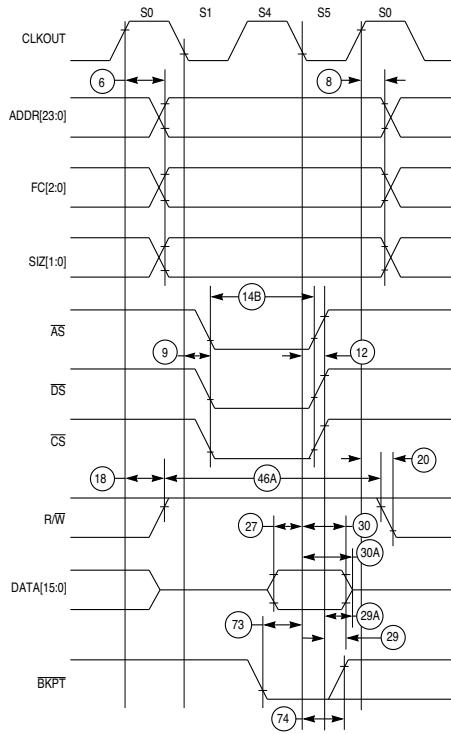 S0 S1 S4 S5 S0
CLKOUT
6 8
ADDR[23:0]
FC[2:0]
SIZ[1:0]
14B
AS
9 12
DS
CS
18 46A 20
R/W
27 30
30A
DATA[15:0]
29A
73 29
BKPT
74